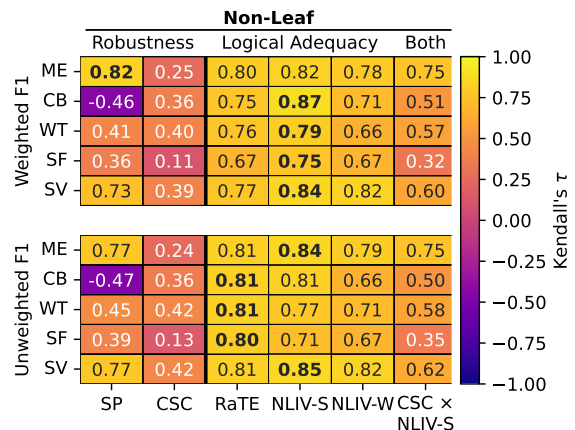 Non-Leaf
Robustness Logical Adequacy Both
Weighted F1
ME 0.82 0.25 0.80 0.82 0.78 0.75
CB -0.46 0.36 0.75 0.87 0.71 0.51
WT 0.41 0.40 0.76 0.79 0.66 0.57
SF 0.36 0.11 0.67 0.75 0.67 0.32
SV 0.73 0.39 0.77 0.84 0.82 0.60
Unweighted F1
ME 0.77 0.24 0.81 0.84 0.79 0.75
CB -0.47 0.36 0.81 0.81 0.66 0.50
WT 0.45 0.42 0.81 0.77 0.71 0.58
SF 0.39 0.13 0.80 0.71 0.67 0.35
SV 0.77 0.42 0.81 0.85 0.82 0.62
SP CSC RaTE NLIV-S NLIV-W CSC ×
NLIV-S
1.00
0.75
0.50
0.25
0.00
−0.25
−0.50
−0.75
−1.00
Kendall's τ